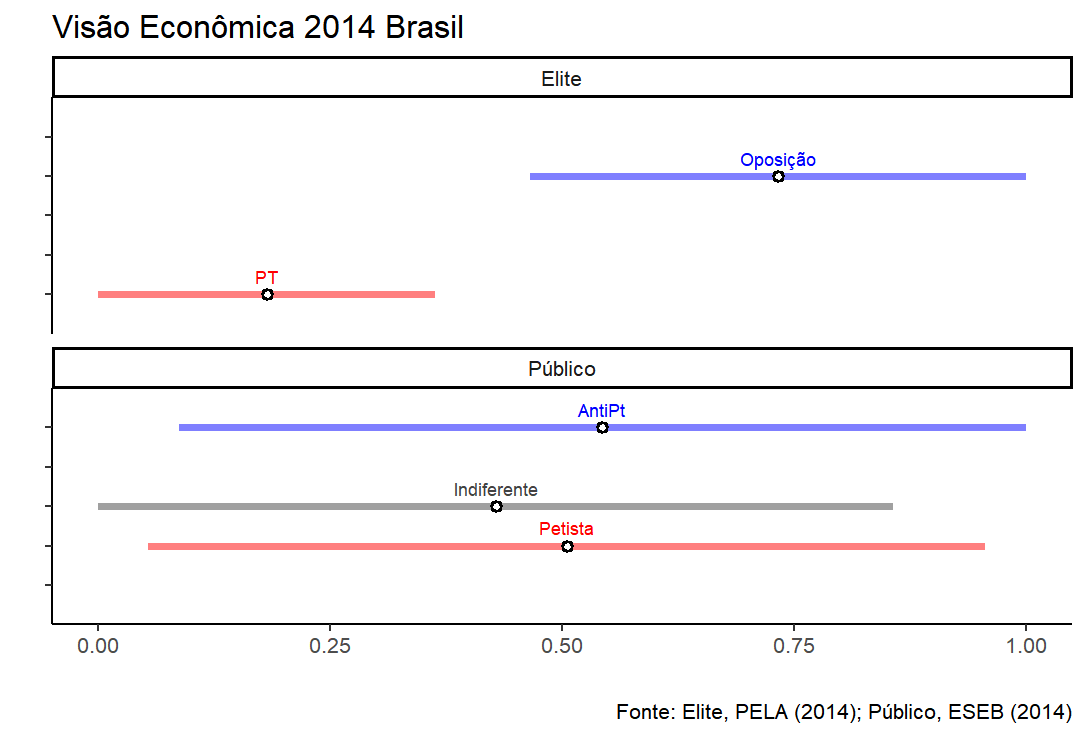 Visão Econômica 2014 Brasil
Elite
Oposição
PT
Público
AntiPt
Indiferente
Petista
0.00 0.25 0.50 0.75 1.00
Fonte: Elite, PELA (2014); Público, ESEB (2014)